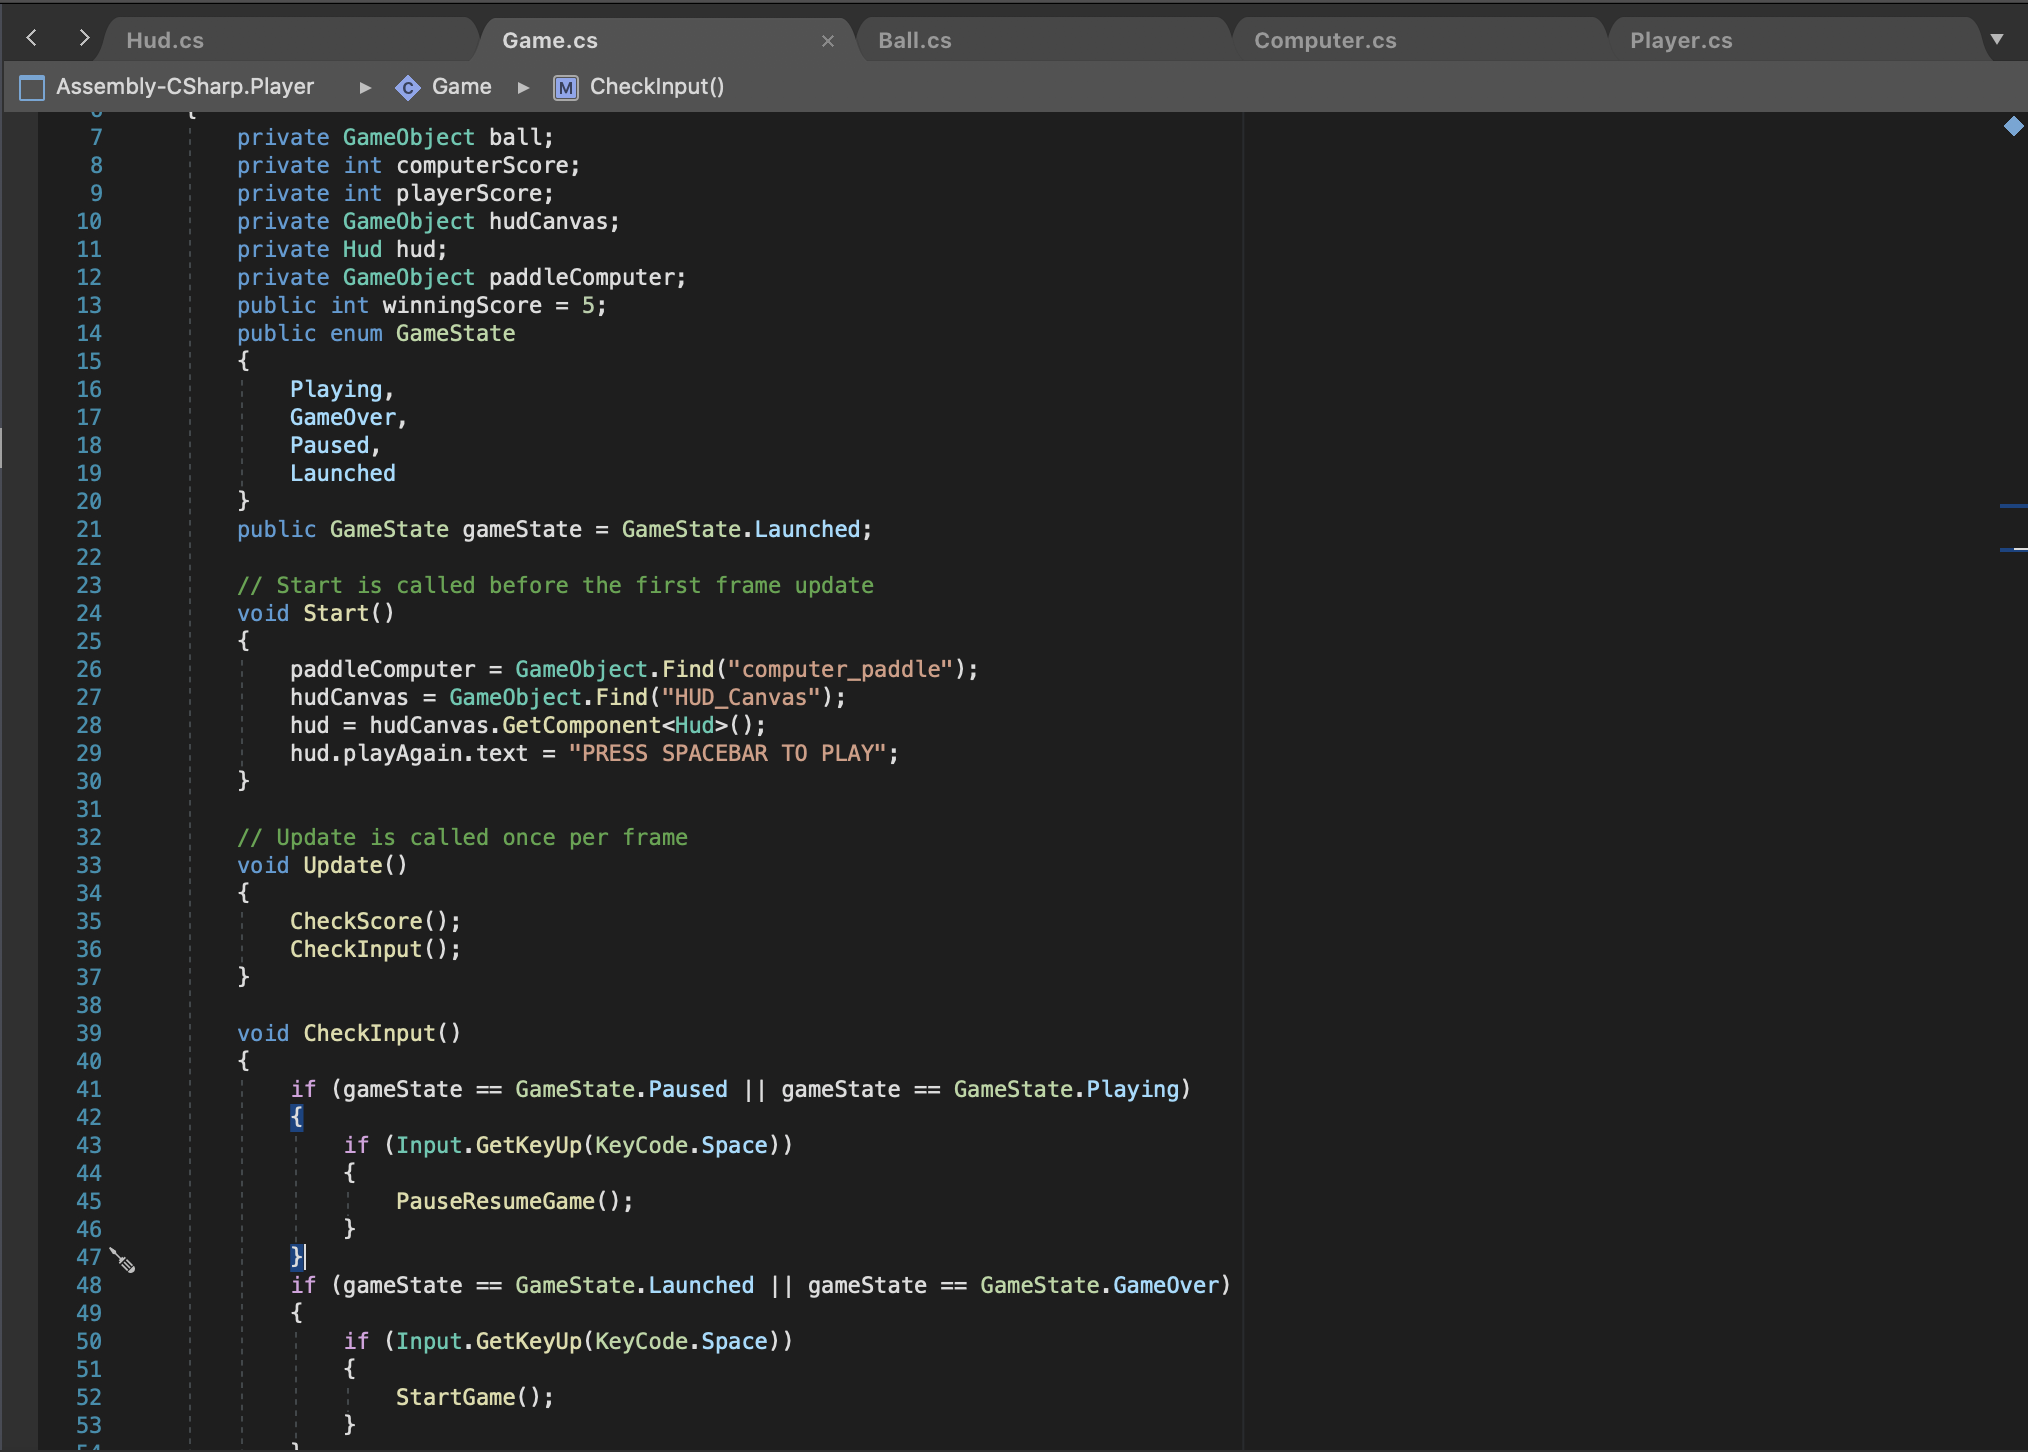 Hud.cs Game.cs × Ball.cs Computer.cs Player.cs
Assembly-CSharp.Player ▶ C Game ▶ M CheckInput()
6 {
7 private GameObject ball;
8 private int computerScore;
9 private int playerScore;
10 private GameObject hudCanvas;
11 private Hud hud;
12 private GameObject paddleComputer;
13 public int winningScore = 5;
14 public enum GameState
15 {
16 Playing,
17 GameOver,
18 Paused,
19 Launched
20 }
21 public GameState gameState = GameState.Launched;
22
23 // Start is called before the first frame update
24 void Start()
25 {
26 paddleComputer = GameObject.Find("computer_paddle");
27 hudCanvas = GameObject.Find("HUD_Canvas");
28 hud = hudCanvas.GetComponent<Hud>();
29 hud.playAgain.text = "PRESS SPACEBAR TO PLAY";
30 }
31
32 // Update is called once per frame
33 void Update()
34 {
35 CheckScore();
36 CheckInput();
37 }
38
39 void CheckInput()
40 {
41 if (gameState == GameState.Paused || gameState == GameState.Playing)
42 {
43 if (Input.GetKeyUp(KeyCode.Space))
44 {
45 PauseResumeGame();
46 }
47 }
48 if (gameState == GameState.Launched || gameState == GameState.GameOver)
49 {
50 if (Input.GetKeyUp(KeyCode.Space))
51 {
52 StartGame();
53 }
54 }